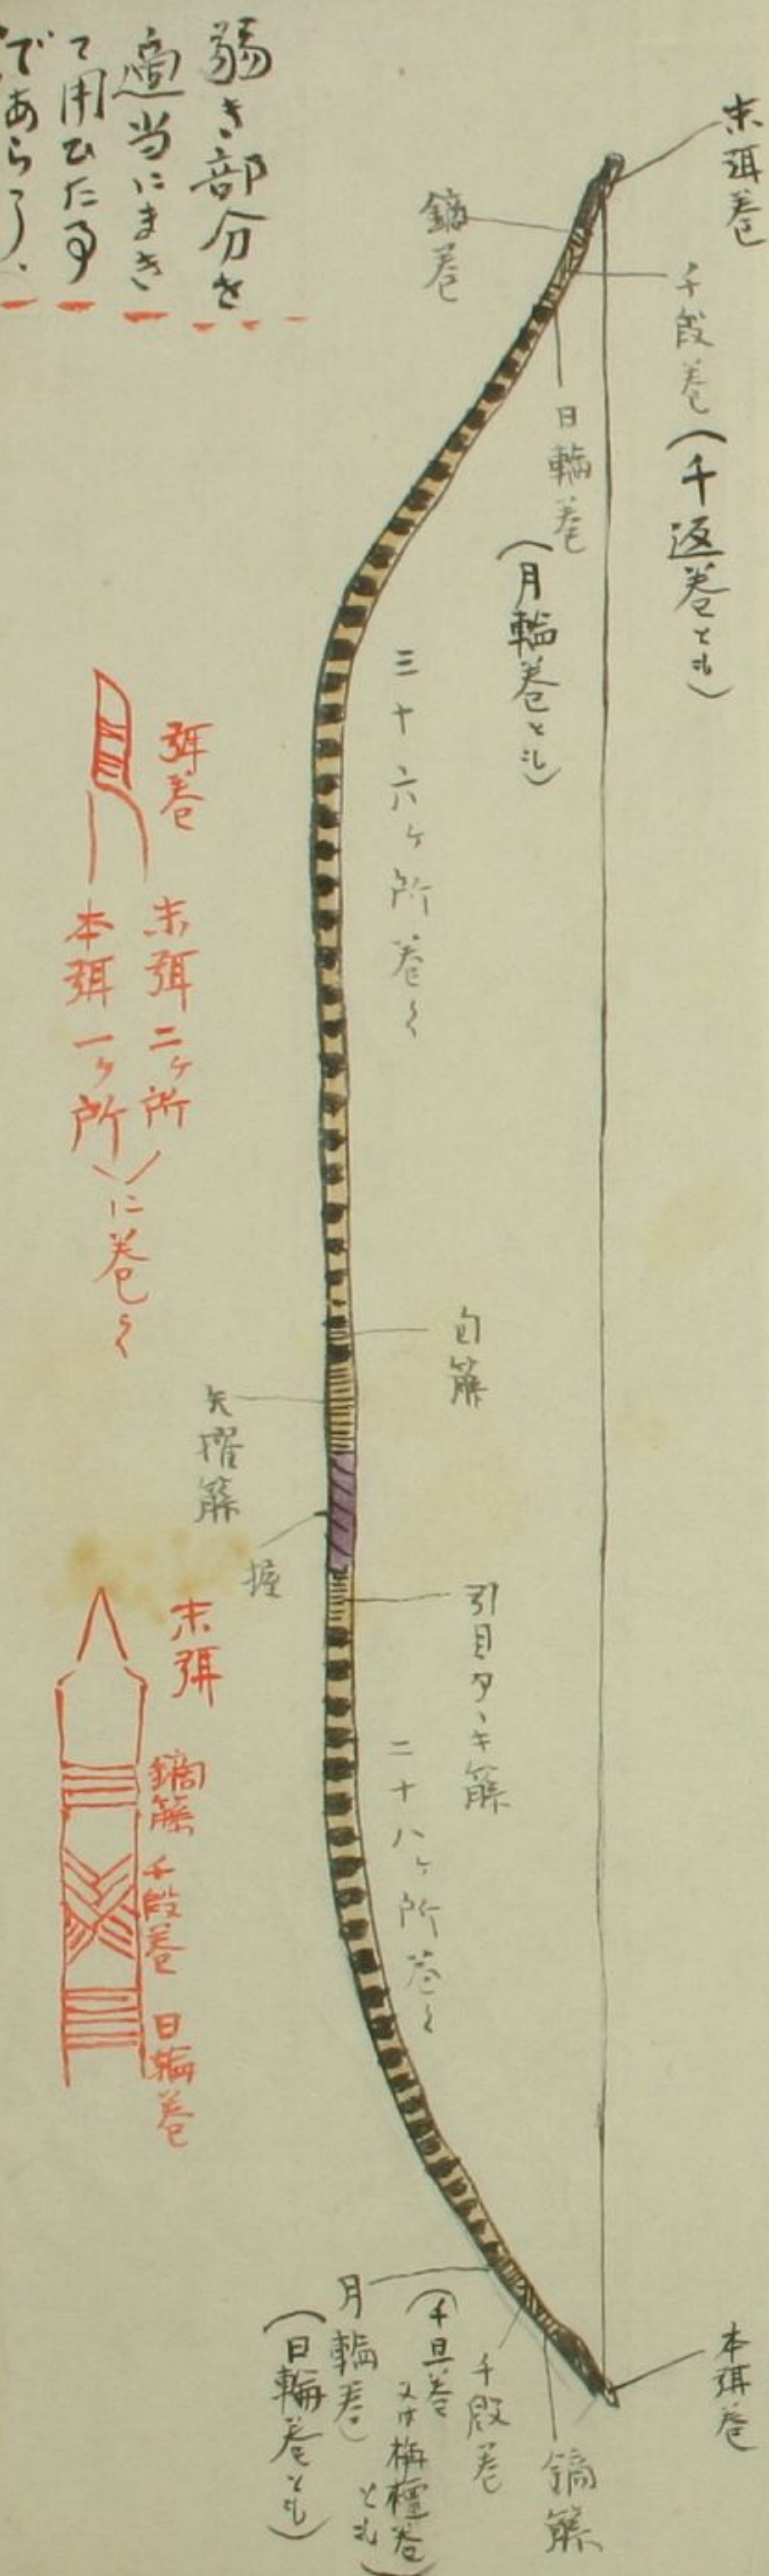 弱き部分を
適当にまき
て用ひたる
であらう、
末弭巻
鏑巻
千段巻(千返巻とも)
日輪巻
(月輪巻とも)
三十六ヶ所巻く
弭巻
末弭二ヶ所
本弭一ヶ所
に巻く
匂籐
矢摺籐
握
引目タヽキ籐
二十八ヶ所巻く
末弭
鏑籐 千段巻 日輪巻
本弭巻
鏑籐
千段巻
(千旦巻
又は栴檀巻とも)
月輪巻
(日輪巻とも)